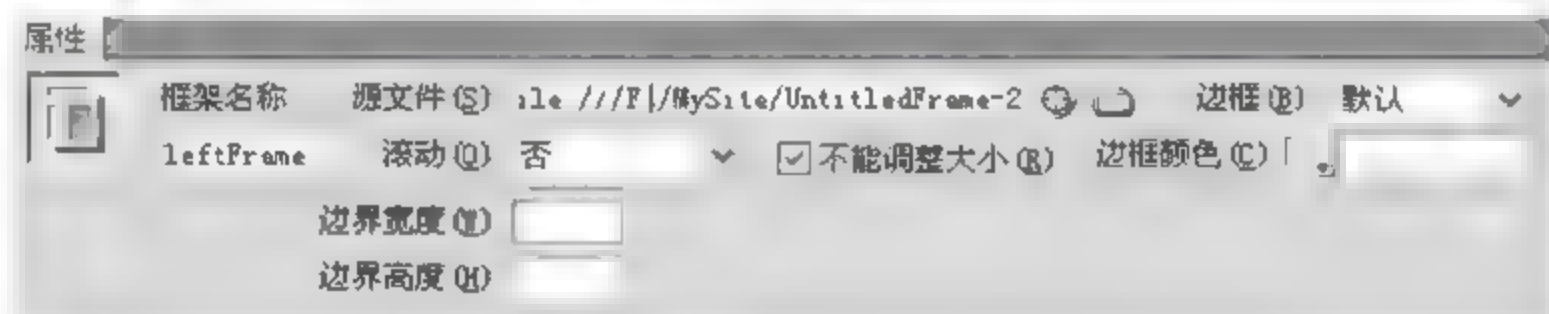 属性
框架名称 源文件(S) ile ///F|/MySite/UntitledFrame-2 边框(B) 默认
leftFrame 滚动(O) 否 不能调整大小(R) 边框颜色(C)
边界宽度(W)
边界高度(H)